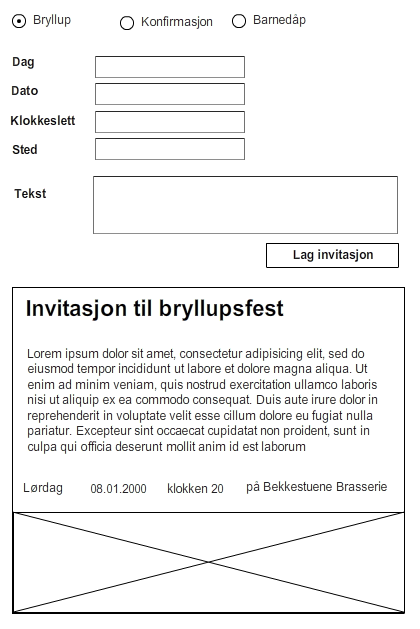 Bryllup Konfirmasjon Barnedåp
Dag
Dato
Klokkeslett
Sted
Tekst
Lag invitasjon
Invitasjon til bryllupsfest
Lorem ipsum dolor sit amet, consectetur adipisicing elit, sed do
eiusmod tempor incididunt ut labore et dolore magna aliqua. Ut
enim ad minim veniam, quis nostrud exercitation ullamco laboris
nisi ut aliquip ex ea commodo consequat. Duis aute irure dolor in
reprehenderit in voluptate velit esse cillum dolore eu fugiat nulla
pariatur. Excepteur sint occaecat cupidatat non proident, sunt in
culpa qui officia deserunt mollit anim id est laborum
Lørdag 08.01.2000 klokken 20 på Bekkestuene Brasserie